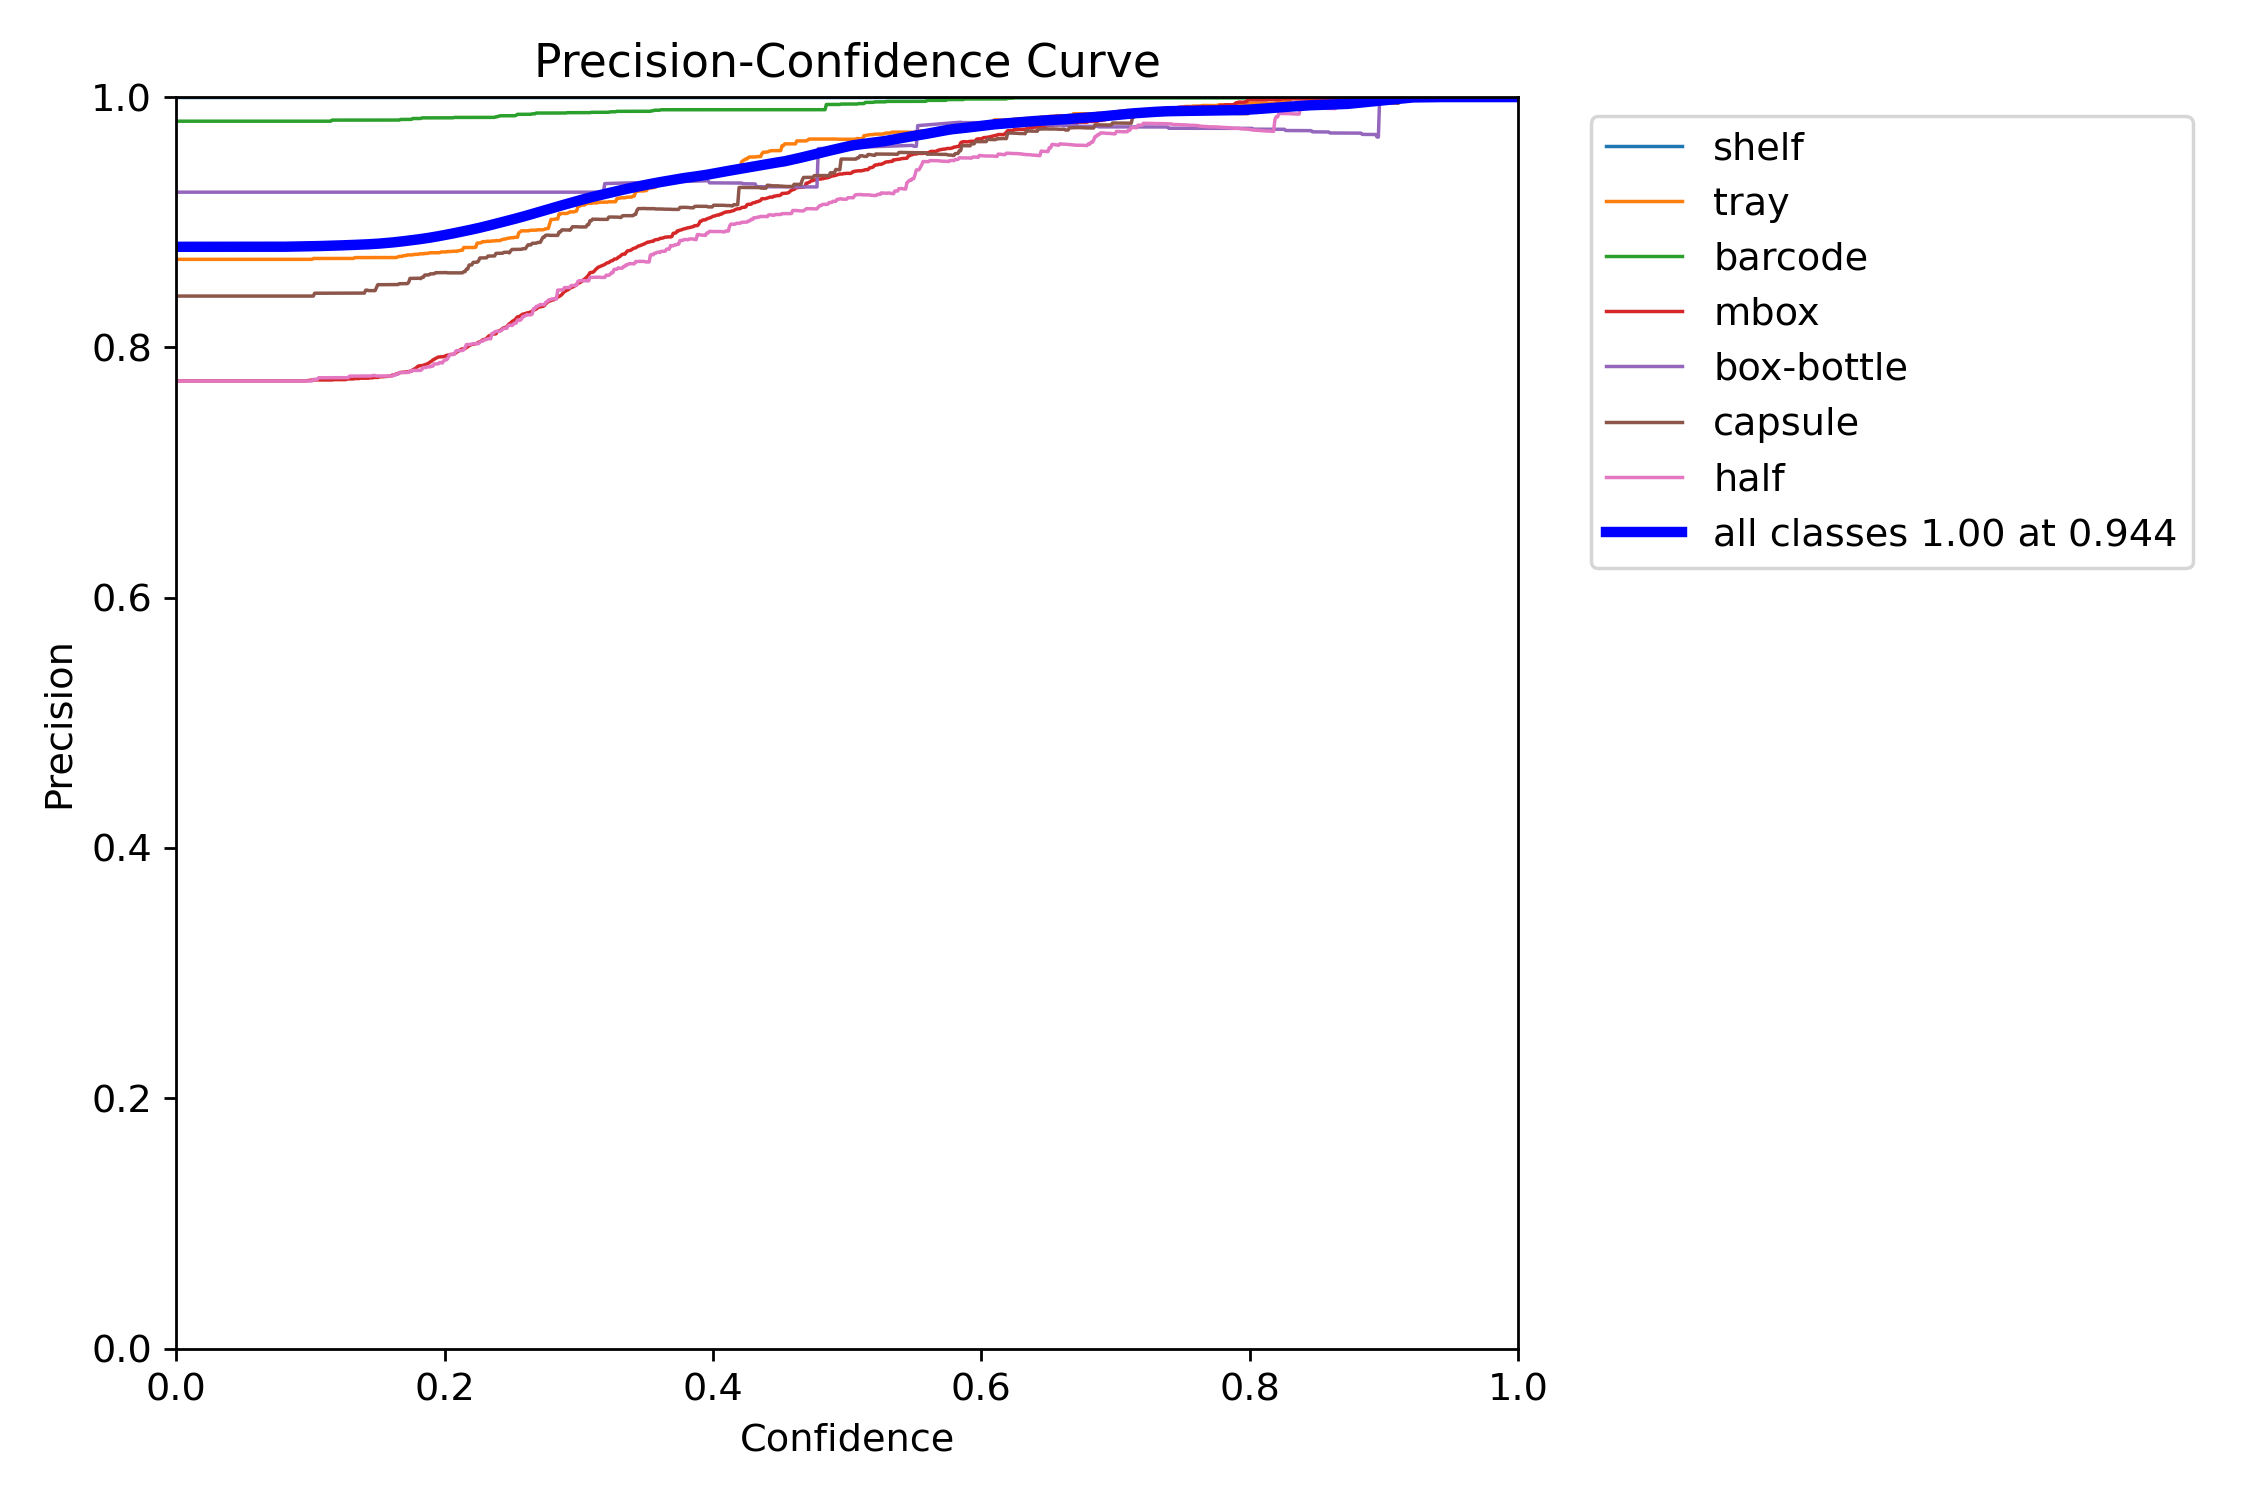 Precision-Confidence Curve
1.0
0.8
0.6
0.4
0.2
0.0
Precision
0.0 0.2 0.4 0.6 0.8 1.0
Confidence
shelf
tray
barcode
mbox
box-bottle
capsule
half
all classes 1.00 at 0.944